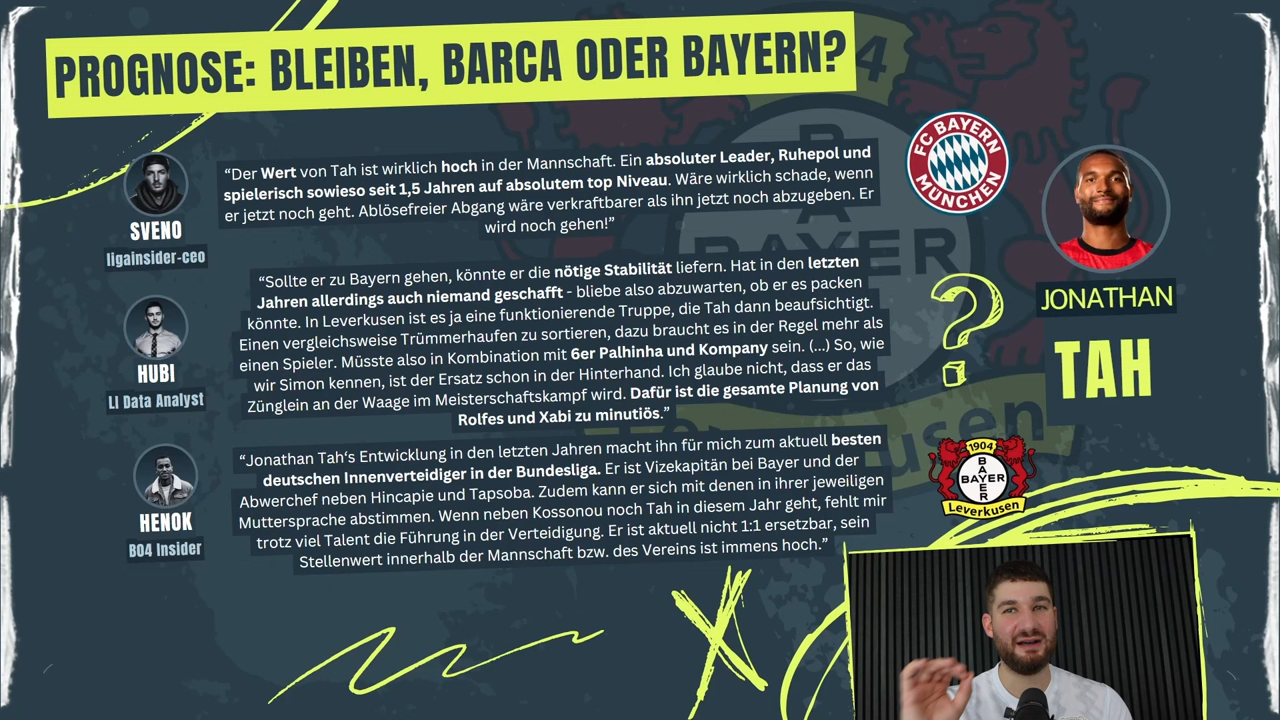 PROGNOSE: BLEIBEN, BARCA ODER BAYERN?
“Der Wert von Tah ist wirklich hoch in der Mannschaft. Ein absoluter Leader, Ruhepol und
spielerisch sowieso seit 1,5 Jahren auf absolutem top Niveau. Wäre wirklich schade, wenn
er jetzt noch geht. Ablösefreier Abgang wäre verkraftbarer als ihn jetzt noch abzugeben. Er
wird noch gehen!”
SVENO
ligainsider-ceo
“Sollte er zu Bayern gehen, könnte er die nötige Stabilität liefern. Hat in den letzten
Jahren allerdings auch niemand geschafft - bliebe also abzuwarten, ob er es packen
könnte. In Leverkusen ist es ja eine funktionierende Truppe, die Tah dann beaufsichtigt.
Einen vergleichsweise Trümmerhaufen zu sortieren, dazu braucht es in der Regel mehr als
einen Spieler. Müsste also in Kombination mit 6er Palhinha und Kompany sein. (...) So, wie
wir Simon kennen, ist der Ersatz schon in der Hinterhand. Ich glaube nicht, dass er das
Zünglein an der Waage im Meisterschaftskampf wird. Dafür ist die gesamte Planung von
Rolfes und Xabi zu minutiös.”
HUBI
LI Data Analyst
“Jonathan Tah‘s Entwicklung in den letzten Jahren macht ihn für mich zum aktuell besten
deutschen Innenverteidiger in der Bundesliga. Er ist Vizekapitän bei Bayer und der
Abwerchef neben Hincapie und Tapsoba. Zudem kann er sich mit denen in ihrer jeweiligen
Muttersprache abstimmen. Wenn neben Kossonou noch Tah in diesem Jahr geht, fehlt mir
trotz viel Talent die Führung in der Verteidigung. Er ist aktuell nicht 1:1 ersetzbar, sein
Stellenwert innerhalb der Mannschaft bzw. des Vereins ist immens hoch.”
HENOK
B04 Insider
FC BAYERN
MÜNCHEN
?
JONATHAN
TAH
1904
BAYER
BAYER
Leverkusen